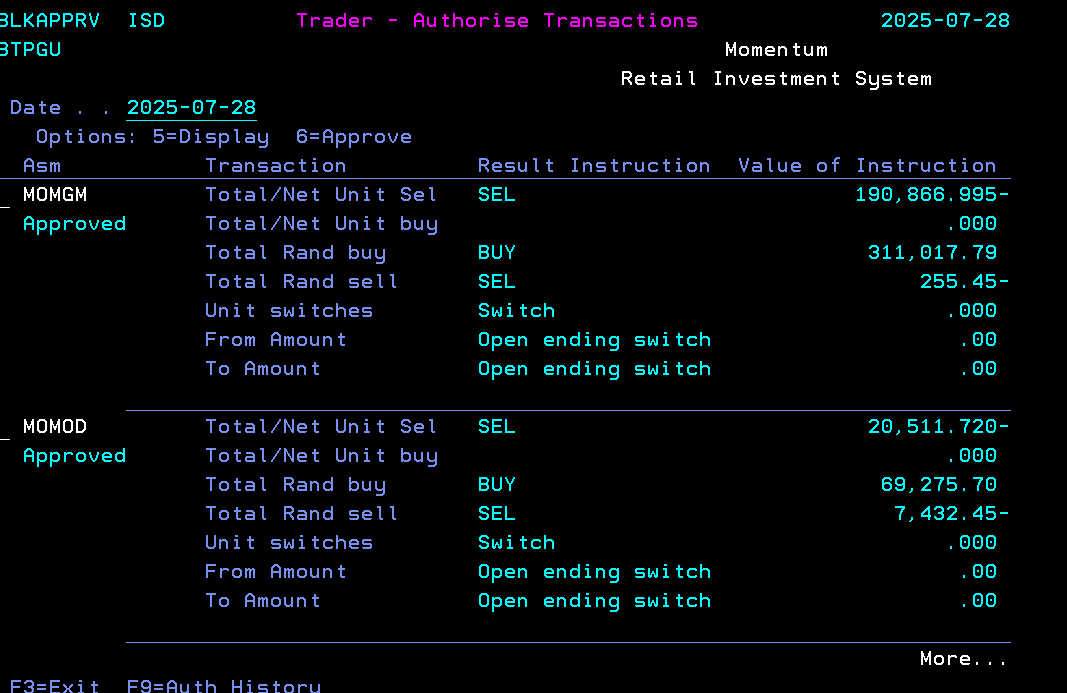 BLKAPPRV ISD Trader - Authorise Transactions 2025-07-28
BTPGU Momentum
Retail Investment System
Date . . 2025-07-28
Options: 5=Display 6=Approve
Asm Transaction Result Instruction Value of Instruction
_ MOMGM Total/Net Unit Sel SEL 190,866.995-
Approved Total/Net Unit buy .000
Total Rand buy BUY 311,017.79
Total Rand sell SEL 255.45-
Unit switches Switch .000
From Amount Open ending switch .00
To Amount Open ending switch .00
_ MOMOD Total/Net Unit Sel SEL 20,511.720-
Approved Total/Net Unit buy .000
Total Rand buy BUY 69,275.70
Total Rand sell SEL 7,432.45-
Unit switches Switch .000
From Amount Open ending switch .00
To Amount Open ending switch .00
More...
F3=Exit F9=Auth History